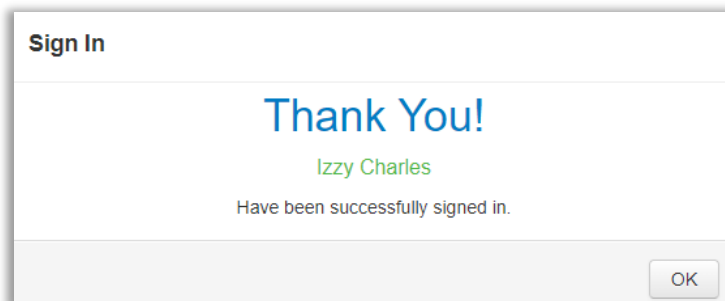 Sign In
Thank You!
Izzy Charles
Have been successfully signed in.
OK